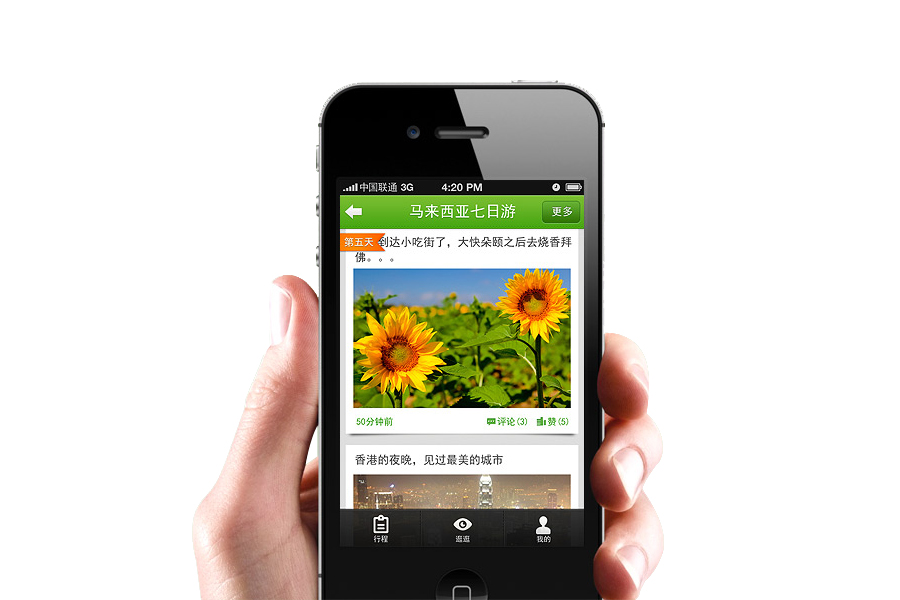 中国联通 3G 4:20 PM
马来西亚七日游 更多
第五天 到达小吃街了，大快朵颐之后去烧香拜
佛。。。
50分钟前 评论(3) 赞(5)
香港的夜晚，见过最美的城市
行程 逛逛 我的